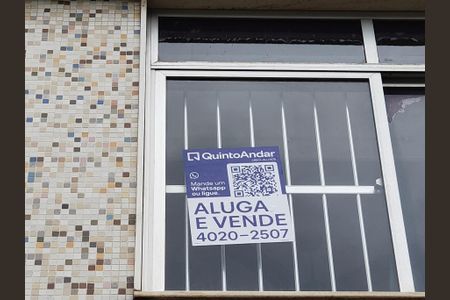 QuintoAndar
Mande um
Whatsapp
ou ligue.
ALUGA
E VENDE
4020-2507